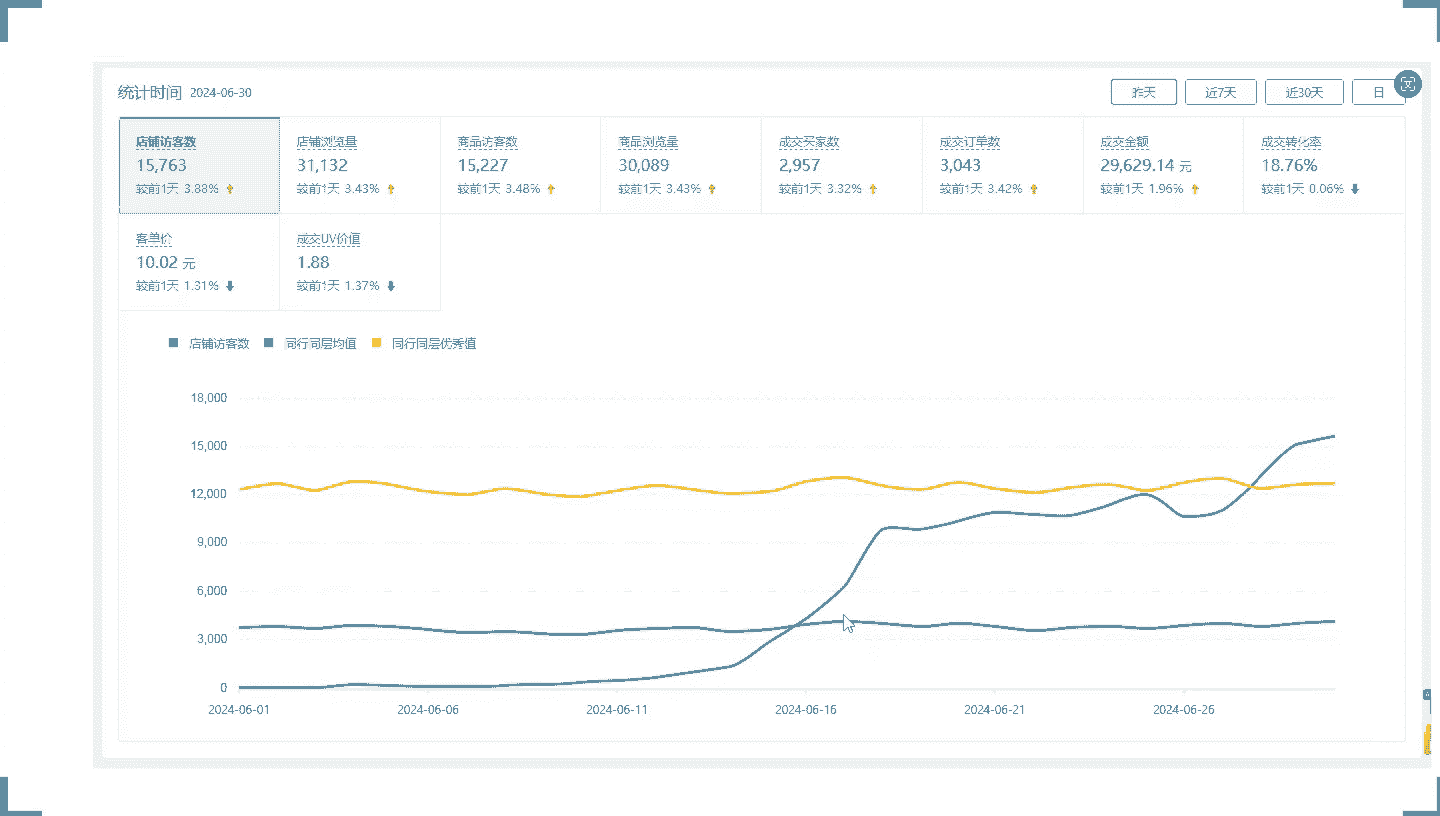 统计时间 2024-06-30 昨天 近7天 近30天 日
店铺访客数 店铺浏览量 商品访客数 商品浏览量 成交买家数 成交订单数 成交金额 成交转化率
15,763 31,132 15,227 30,089 2,957 3,043 29,629.14 元 18.76%
较前1天 3.88% 较前1天 3.43% 较前1天 3.48% 较前1天 3.43% 较前1天 3.32% 较前1天 3.42% 较前1天 1.96% 较前1天 0.06%
客单价 成交UV价值
10.02 元 1.88
较前1天 1.31% 较前1天 1.37%
店铺访客数 同行同层均值 同行同层优秀值
18,000
15,000
12,000
9,000
6,000
3,000
0
2024-06-01 2024-06-06 2024-06-11 2024-06-16 2024-06-21 2024-06-26